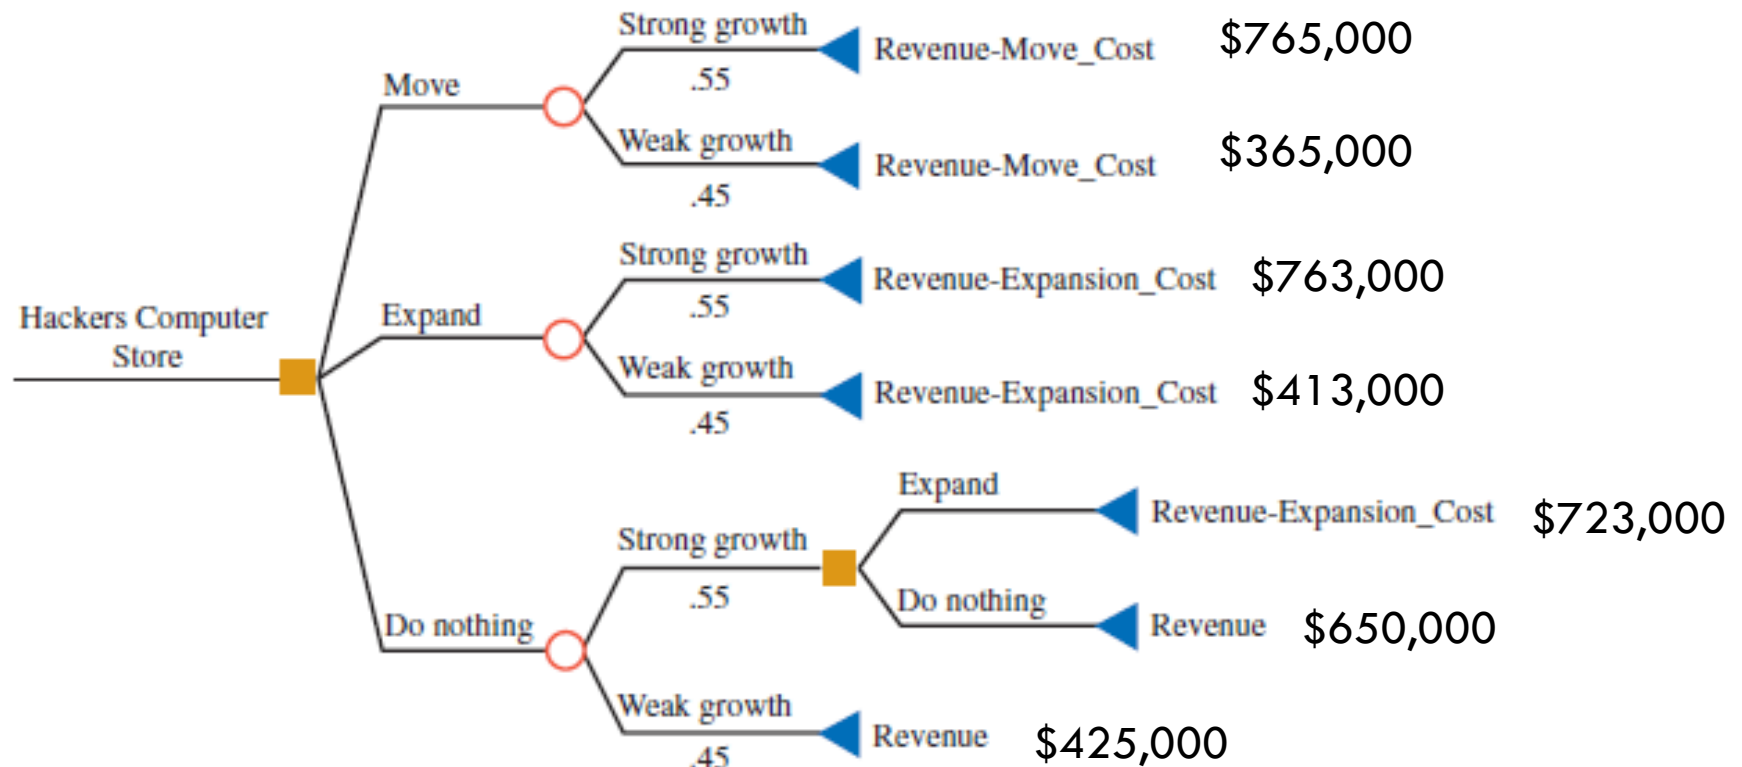 Strong growth
Revenue-Move_Cost $765,000
.55
Move
Weak growth
Revenue-Move_Cost $365,000
.45
Strong growth
Revenue-Expansion_Cost $763,000
.55
Hackers Computer
Store
Expand
Weak growth
Revenue-Expansion_Cost $413,000
.45
Expand
Revenue-Expansion_Cost $723,000
Strong growth
.55
Do nothing
Revenue $650,000
Do nothing
Weak growth
Revenue $425,000
.45